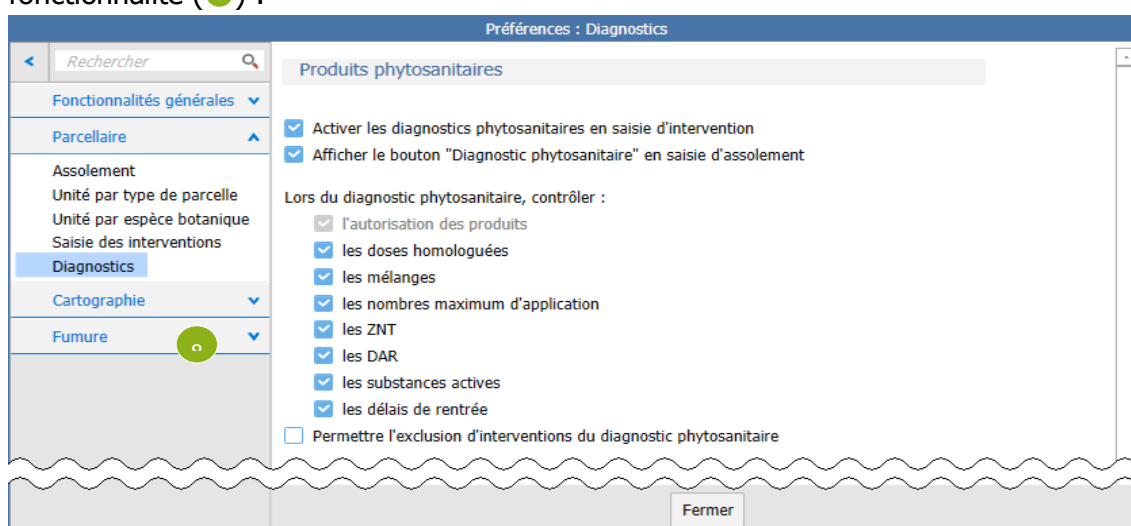 fonctionnalité ( ) :
Préférences : Diagnostics
<
Rechercher
Fonctionnalités générales
Parcellaire
Assolement
Unité par type de parcelle
Unité par espèce botanique
Saisie des interventions
Diagnostics
Cartographie
Fumure
Produits phytosanitaires
Activer les diagnostics phytosanitaires en saisie d'intervention
Afficher le bouton "Diagnostic phytosanitaire" en saisie d'assolement
Lors du diagnostic phytosanitaire, contrôler :
l'autorisation des produits
les doses homologuées
les mélanges
les nombres maximum d'application
les ZNT
les DAR
les substances actives
les délais de rentrée
Permettre l'exclusion d'interventions du diagnostic phytosanitaire
Fermer